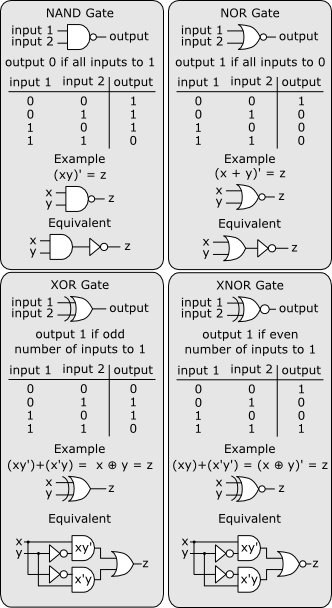 NAND Gate
input 1
input 2
output
output 0 if all inputs to 1
input 1 input 2 output
0 0 1
0 1 1
1 0 1
1 1 0
Example
(xy)' = z
x
y
z
Equivalent
x
y
z
NOR Gate
input 1
input 2
output
output 1 if all inputs to 0
input 1 input 2 output
0 0 1
0 1 0
1 0 0
1 1 0
Example
(x + y)' = z
x
y
z
Equivalent
x
y
z
XOR Gate
input 1
input 2
output
output 1 if odd
number of inputs to 1
input 1 input 2 output
0 0 0
0 1 1
1 0 1
1 1 0
Example
(xy')+(x'y) = x ⊕ y = z
x
y
z
Equivalent
x
y
xy'
x'y
z
XNOR Gate
input 1
input 2
output
output 1 if even
number of inputs to 1
input 1 input 2 output
0 0 1
0 1 0
1 0 0
1 1 1
Example
(xy)+(x'y') = (x ⊕ y)' = z
x
y
z
Equivalent
x
y
xy'
x'y
z